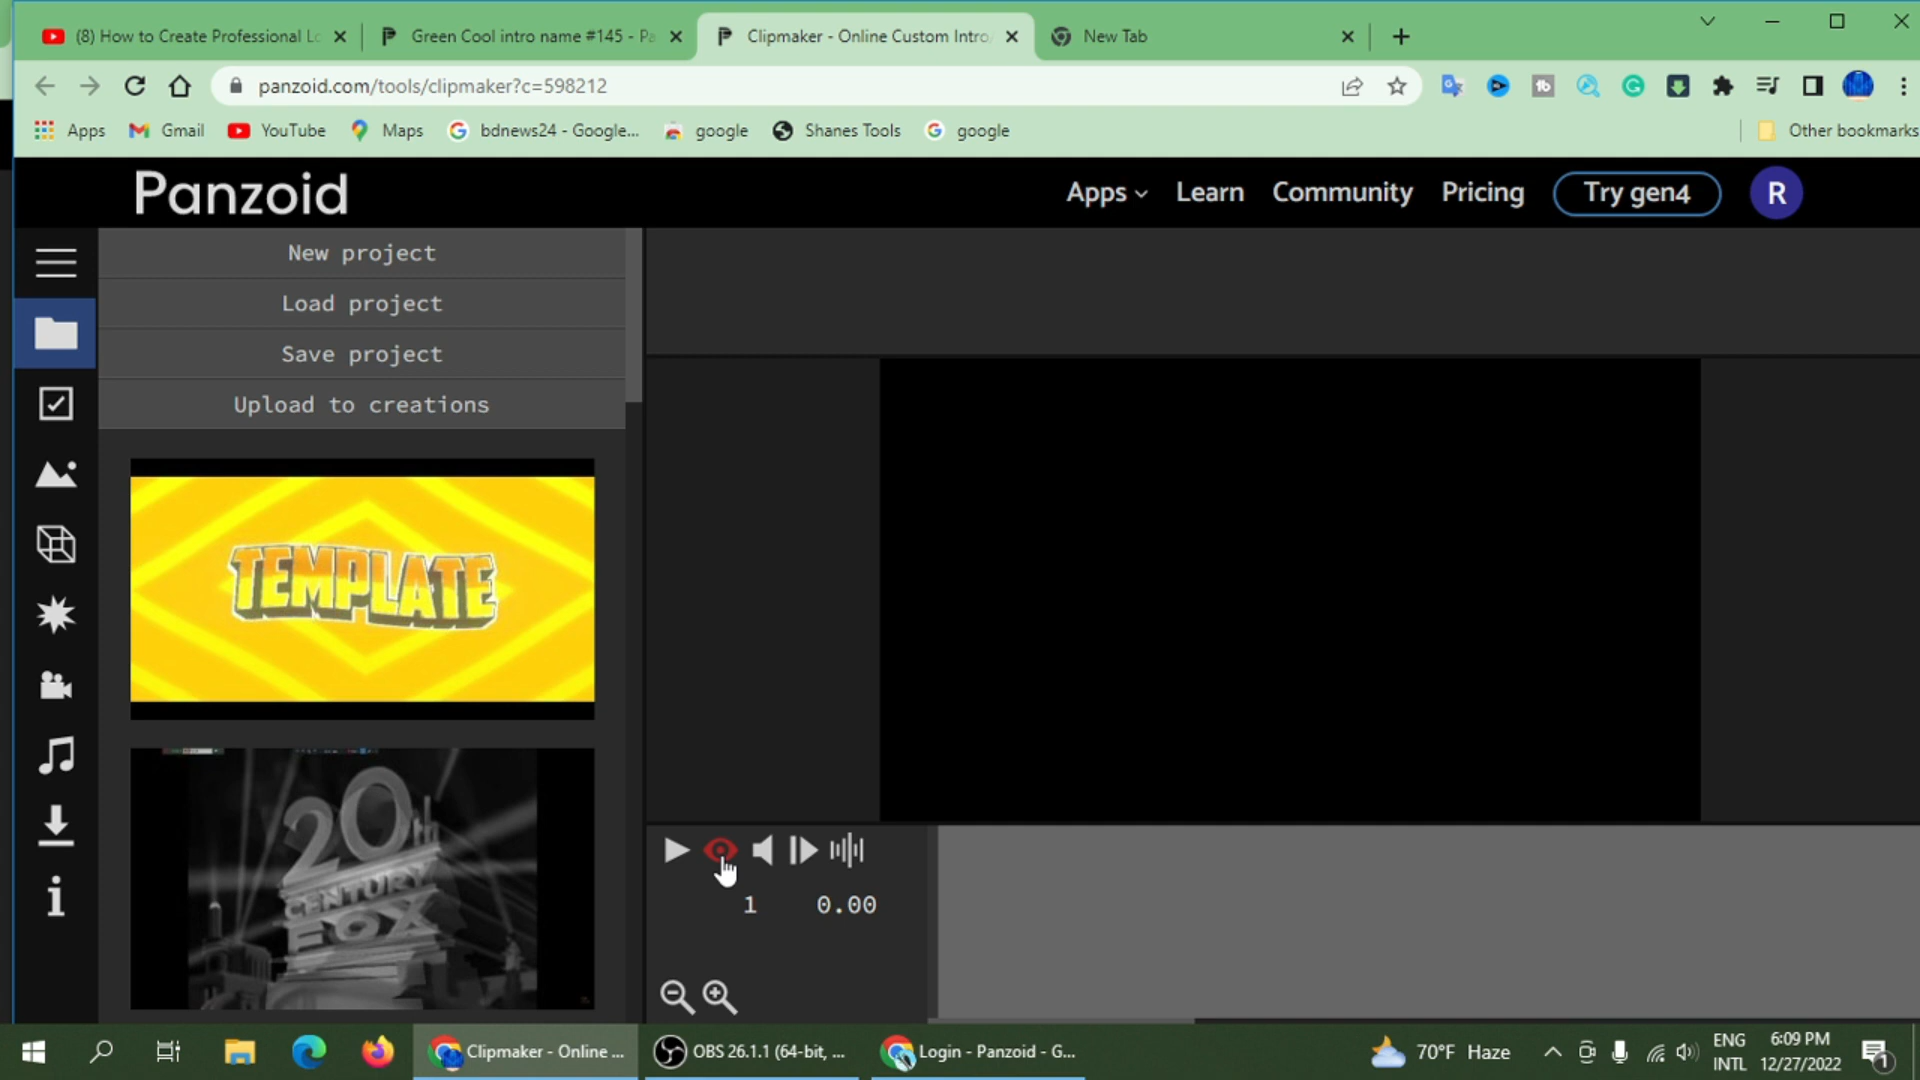 (8) How to Create Professional Lo
Green Cool intro name #145 - Pa
Clipmaker - Online Custom Intro,
New Tab
panzoid.com/tools/clipmaker?c=598212
Apps
Gmail
YouTube
Maps
bdnews24 - Google...
google
Shanes Tools
google
Other bookmarks
Panzoid
Apps
Learn
Community
Pricing
Try gen4
R
New project
Load project
Save project
Upload to creations
TEMPLATE
20th
CENTURY
FOX
1 0.00
Clipmaker - Online ...
OBS 26.1.1 (64-bit, ...
Login - Panzoid - G...
70°F Haze
ENG
INTL
6:09 PM
12/27/2022
1